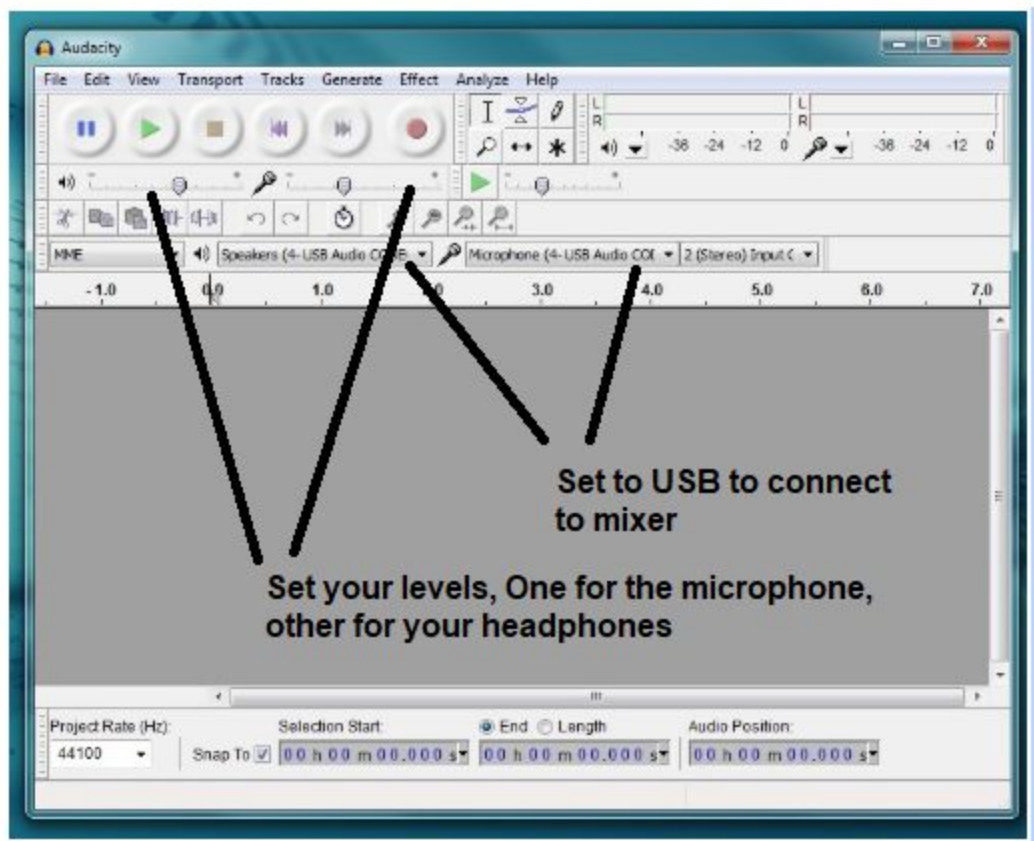 Audacity
File Edit View Transport Tracks Generate Effect Analyze Help
L R L R
-36 -24 -12 0 -36 -24 -12 0
MME Speakers (4- USB Audio Microphone (4- USB Audio COI 2 (Stereo) Input C
- 1.0 0.0 1.0 3.0 4.0 5.0 6.0 7.0
Set to USB to connect
to mixer
Set your levels, One for the microphone,
other for your headphones
Project Rate (Hz): Selection Start: End Length Audio Position:
44100 Snap To 00 h 00 m 00.000 s 00 h 00 m 00.000 s 00 h 00 m 00.000 s